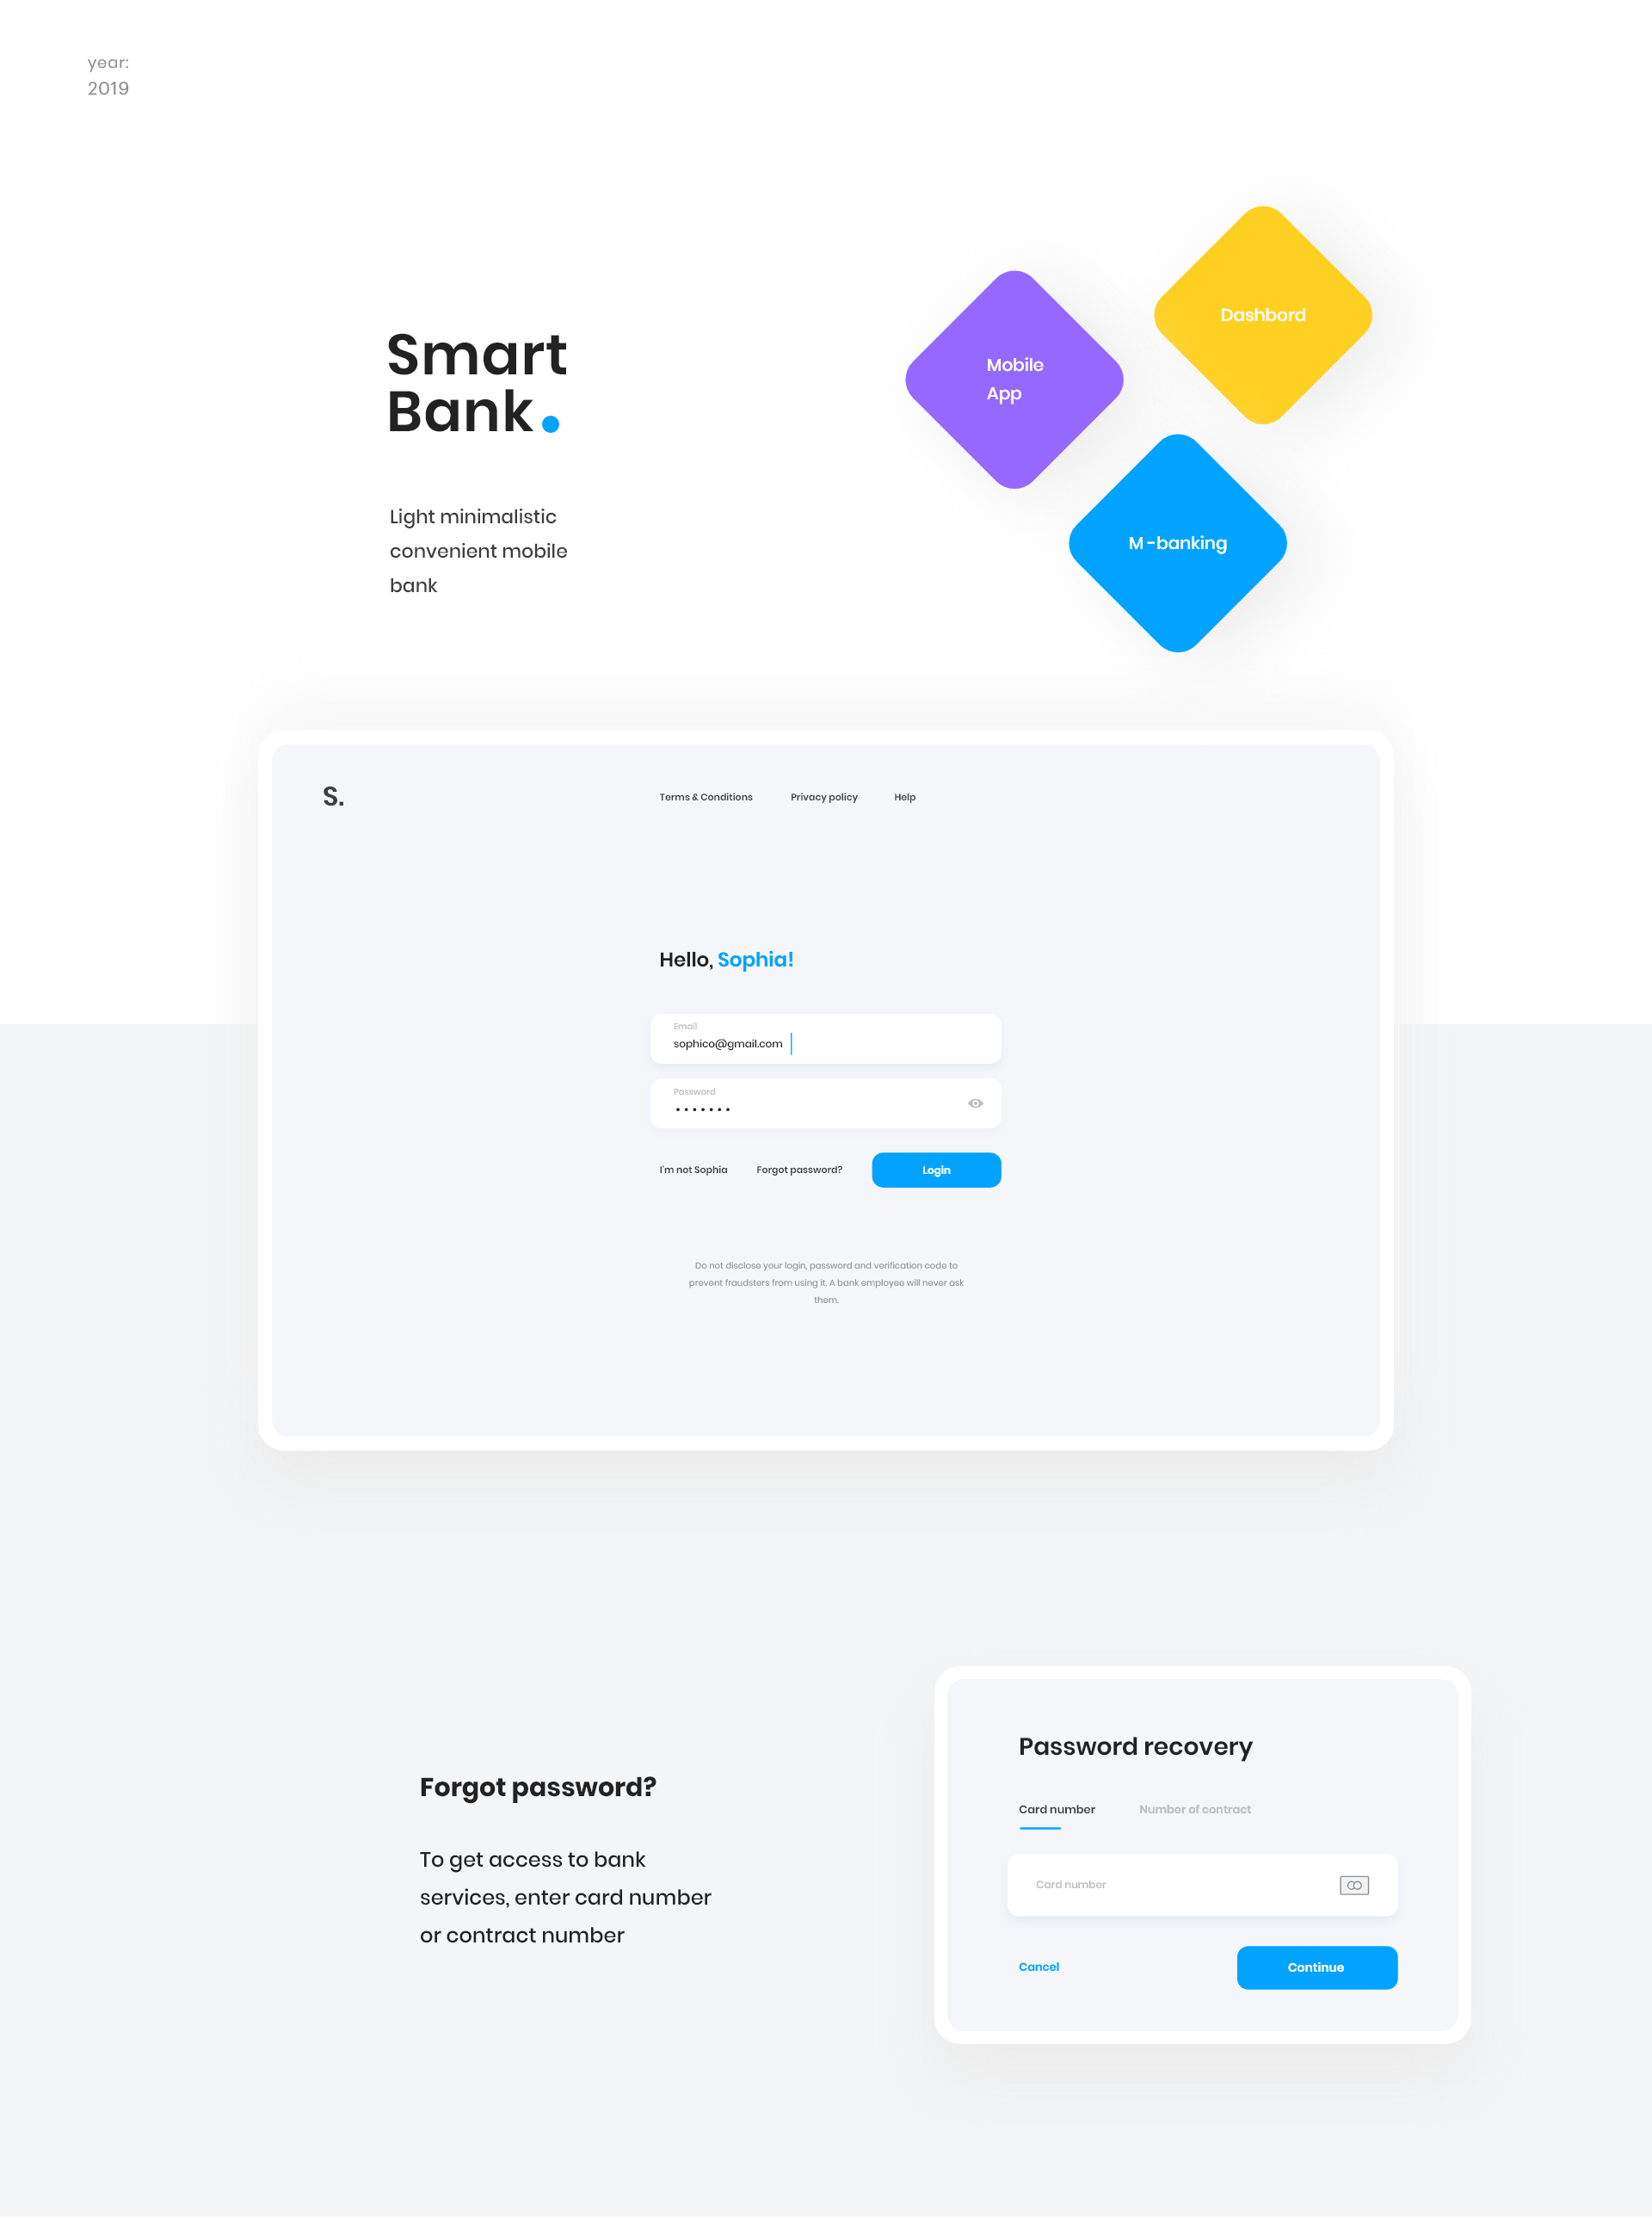 year:
2019
Smart
Bank.
Light minimalistic
convenient mobile
bank
Mobile
App
Dashbord
M -banking
S.
Terms & Conditions Privacy policy Help
Hello, Sophia!
Email
sophico@gmail.com
Password
•••••••
I'm not Sophia Forgot password? Login
Do not disclose your login, password and verification code to
prevent fraudsters from using it. A bank employee will never ask
them.
Forgot password?
To get access to bank
services, enter card number
or contract number
Password recovery
Card number Number of contract
Card number
Cancel Continue